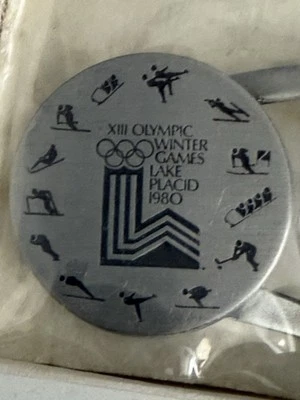 XIII OLYMPIC
WINTER
GAMES
LAKE
PLACID
1980